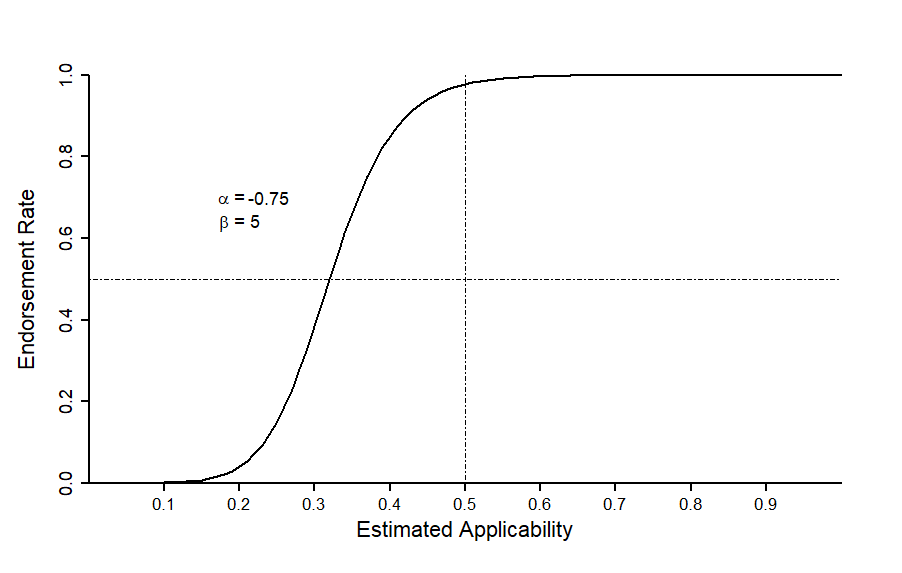 1.0
0.8
0.6
0.4
0.2
0.0
Endorsement Rate
α = -0.75
β = 5
0.1 0.2 0.3 0.4 0.5 0.6 0.7 0.8 0.9
Estimated Applicability